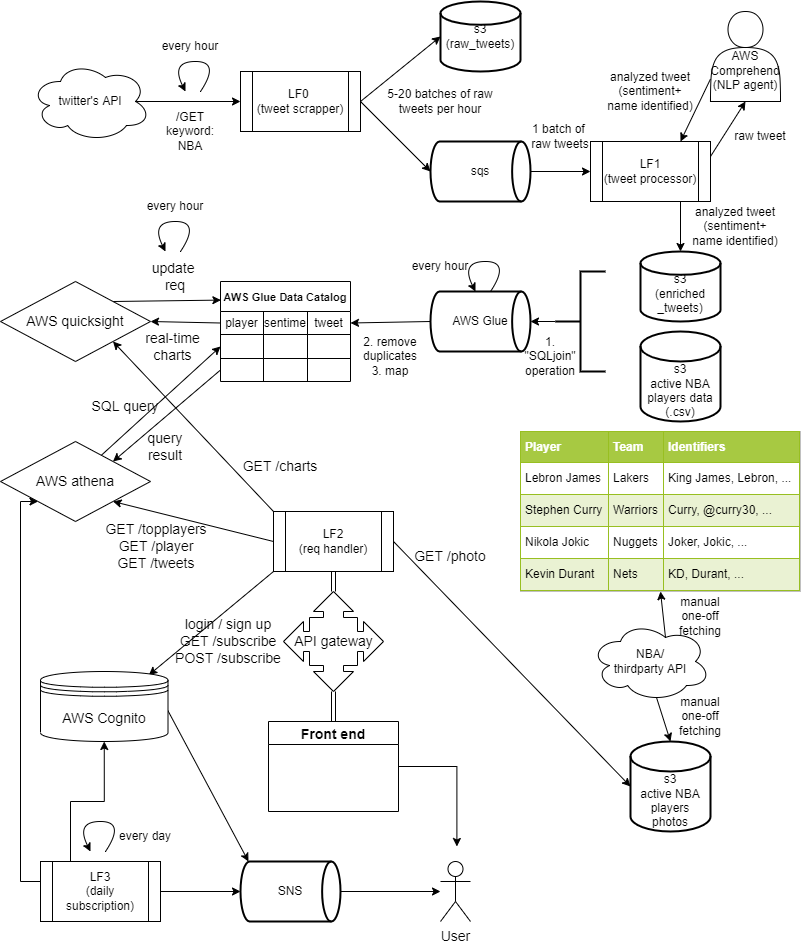 every hour
twitter's API
/GET
keyword:
NBA
LF0
(tweet scrapper)
s3
(raw_tweets)
5-20 batches of raw
tweets per hour
sqs
1 batch of
raw tweets
LF1
(tweet processor)
analyzed tweet
(sentiment+
name identified)
AWS
Comprehend
(NLP agent)
raw tweet
analyzed tweet
(sentiment+
name identified)
s3
(enriched
_tweets)
s3
active NBA
players data
(.csv)
1.
"SQLjoin"
operation
every hour
AWS Glue
2. remove
duplicates
3. map
AWS Glue Data Catalog
player sentime tweet
every hour
update
req
AWS quicksight
real-time
charts
SQL query
query
result
AWS athena
GET /charts
GET /topplayers
GET /player
GET /tweets
LF2
(req handler)
GET /photo
Player Team Identifiers
Lebron James Lakers King James, Lebron, ...
Stephen Curry Warriors Curry, @curry30, ...
Nikola Jokic Nuggets Joker, Jokic, ...
Kevin Durant Nets KD, Durant, ...
manual
one-off
fetching
NBA/
thirdparty API
manual
one-off
fetching
s3
active NBA
players
photos
login / sign up
GET /subscribe
POST /subscribe
API gateway
AWS Cognito
Front end
every day
LF3
(daily
subscription)
SNS
User